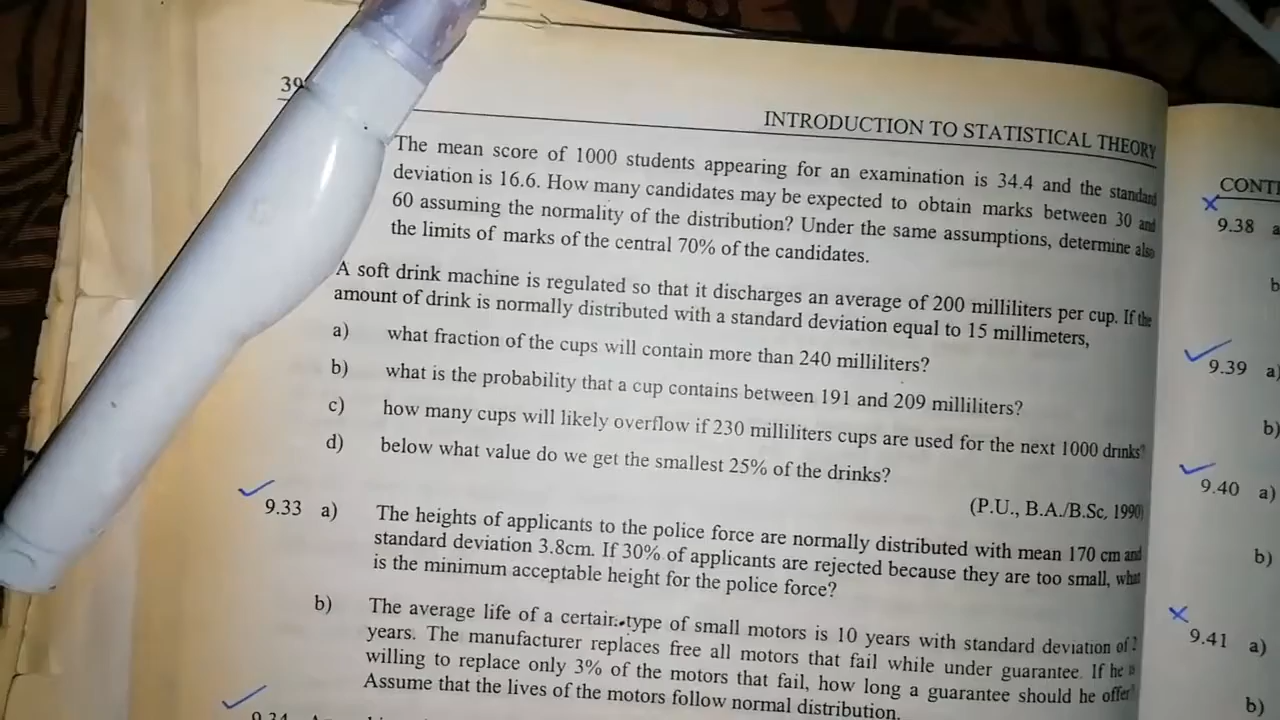 39
INTRODUCTION TO STATISTICAL THEORY
The mean score of 1000 students appearing for an examination is 34.4 and the standard
deviation is 16.6. How many candidates may be expected to obtain marks between 30 and
60 assuming the normality of the distribution? Under the same assumptions, determine also
the limits of marks of the central 70% of the candidates.
A soft drink machine is regulated so that it discharges an average of 200 milliliters per cup. If the
amount of drink is normally distributed with a standard deviation equal to 15 millimeters,
a) what fraction of the cups will contain more than 240 milliliters?
b) what is the probability that a cup contains between 191 and 209 milliliters?
c) how many cups will likely overflow if 230 milliliters cups are used for the next 1000 drinks?
d) below what value do we get the smallest 25% of the drinks?
(P.U., B.A./B.Sc, 1990)
9.33 a) The heights of applicants to the police force are normally distributed with mean 170 cm and
standard deviation 3.8cm. If 30% of applicants are rejected because they are too small, what
is the minimum acceptable height for the police force?
b) The average life of a certain type of small motors is 10 years with standard deviation of
years. The manufacturer replaces free all motors that fail while under guarantee. If he is
willing to replace only 3% of the motors that fail, how long a guarantee should he offer?
Assume that the lives of the motors follow normal distribution.
9.34
CONTI
9.38 a
b
9.39 a)
b)
9.40 a)
b)
9.41 a)
b)